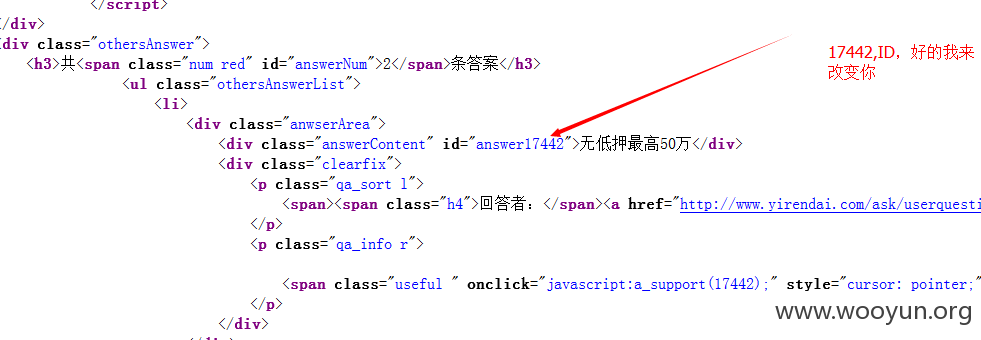 </script>
/div>
div class="othersAnswer">
<h3>共<span class="num red" id="answerNum">2</span>条答案</h3>
<ul class="othersAnswerList">
<li>
<div class="anwserArea">
<div class="answerContent" id="answer17442">无低押最高50万</div>
<div class="clearfix">
<p class="qa_sort l">
<span><span class="h4">回答者：</span><a href="http://www.yirendai.com/ask/userquesti
</p>
<p class="qa_info r">
<span class="useful " onclick="javascript:a_support(17442);" style="cursor: pointer;"
</p>
</div>
17442,ID，好的我来
改变你
www.wooyun.org